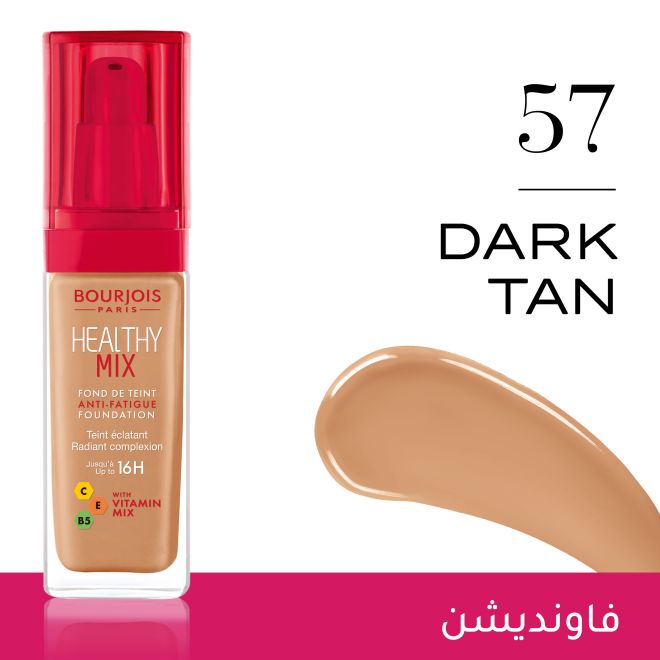 BOURJOIS
PARIS
HEALTHY
MIX
FOND DE TEINT
ANTI-FATIGUE
FOUNDATION
Teint éclatant
Radiant complexion
Jusqu'à
Up to 16H
C
E
B5
WITH
VITAMIN
MIX
57
DARK
TAN
فاونديشن